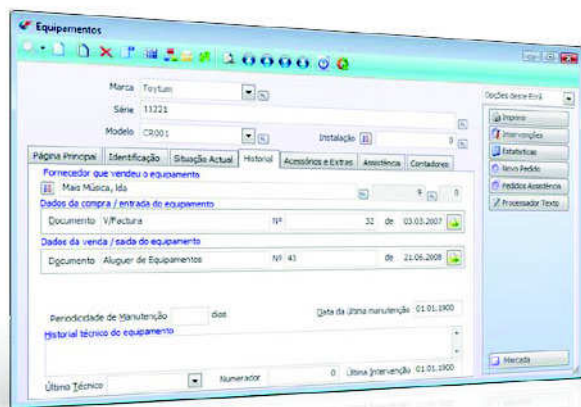 Equipamentos
Marca Toytum
Série 11221
Modelo CR001 Instalação 0
Página Principal Identificação Situação Actual Historial Acessórios e Extras Assistência Contadores
Fornecedor que vendeu o equipamento
Mais Música, lda 9 0
Dados da compra / entrada do equipamento
Documento V/Factura Nº 32 de 03.03.2007
Dados da venda / saída do equipamento
Documento Aluguer de Equipamentos Nº 43 de 21.06.2008
Periodicidade de Manutenção dias Data da última manutenção 01.01.1900
Historial técnico do equipamento
Último Técnico Numerador 0 Última Intervenção 01.01.1900
Opções deste Ecrã
Imprimir
Intervenções
Estatísticas
Novo Pedido
Pedidos Assistência
Processador Texto
Marcada